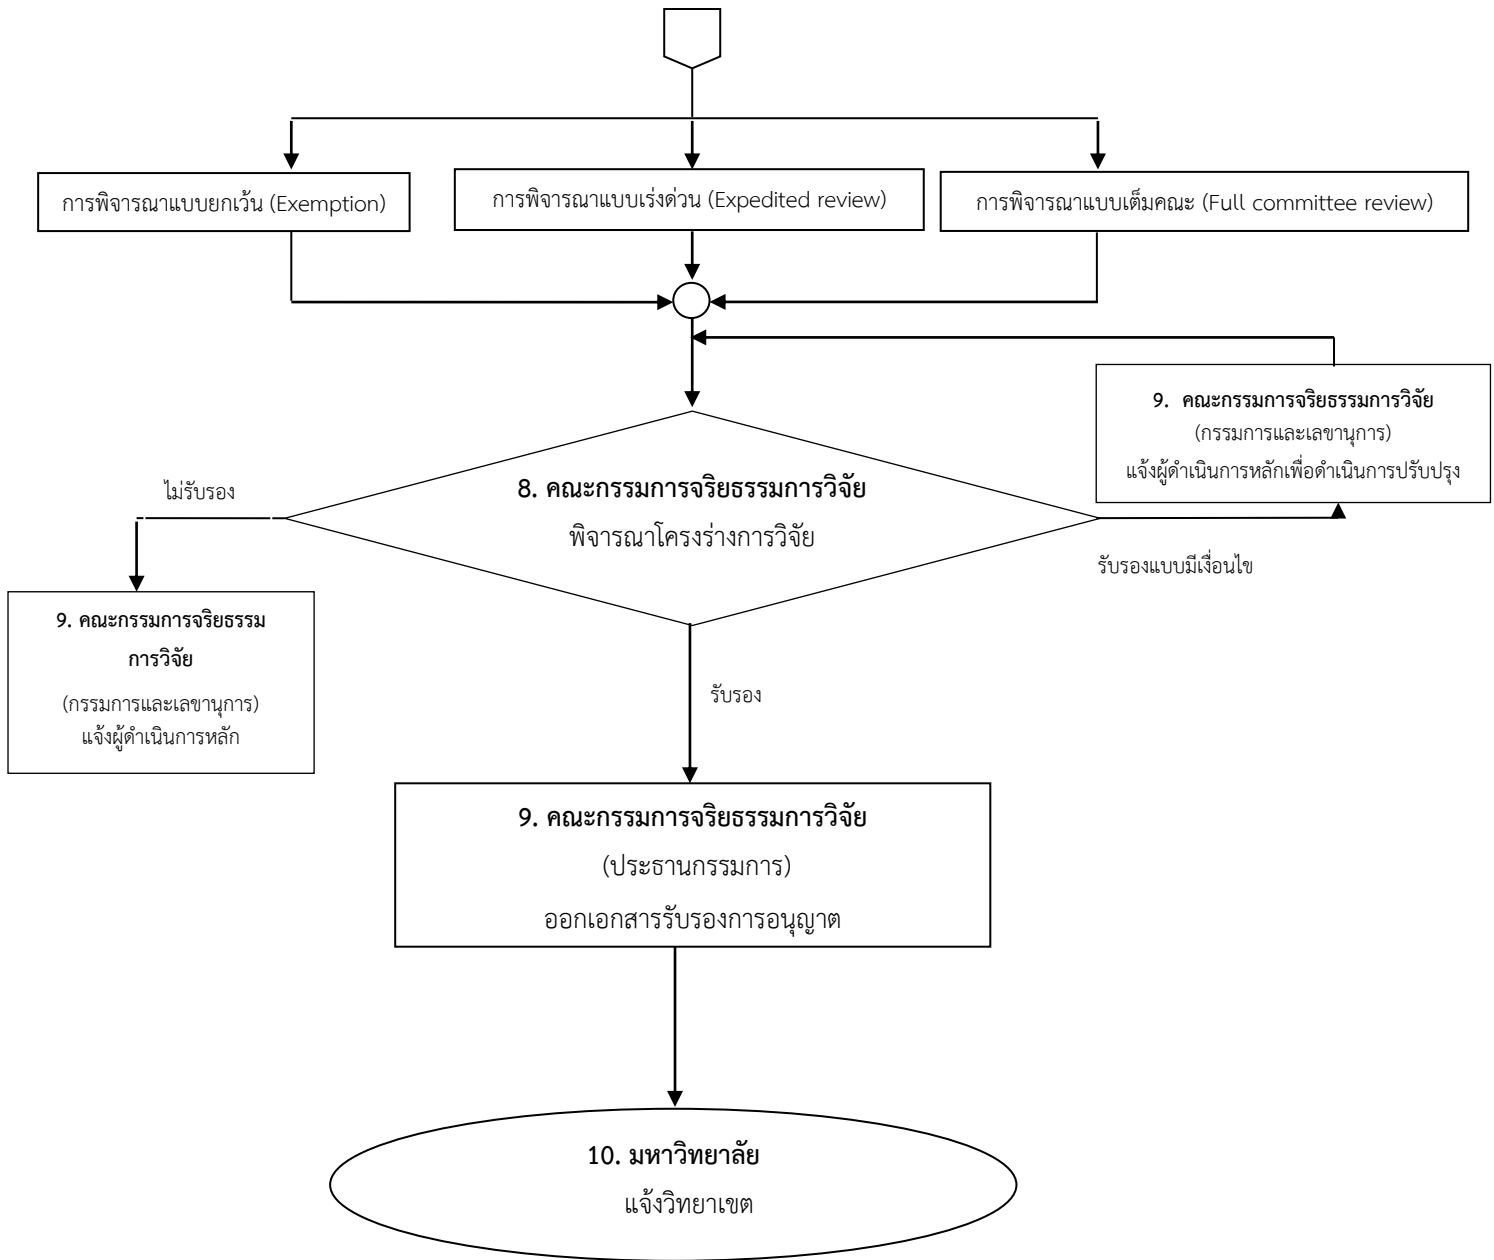 การพิจารณาแบบยกเว้น (Exemption)
การพิจารณาแบบเร่งด่วน (Expedited review)
การพิจารณาแบบเต็มคณะ (Full committee review)
9. คณะกรรมการจริยธรรมการวิจัย
(กรรมการและเลขานุการ)
แจ้งผู้ดำเนินการหลักเพื่อดำเนินการปรับปรุง
ไม่รับรอง
8. คณะกรรมการจริยธรรมการวิจัย
พิจารณาโครงร่างการวิจัย
รับรองแบบมีเงื่อนไข
9. คณะกรรมการจริยธรรม
การวิจัย
(กรรมการและเลขานุการ)
แจ้งผู้ดำเนินการหลัก
รับรอง
9. คณะกรรมการจริยธรรมการวิจัย
(ประธานกรรมการ)
ออกเอกสารรับรองการอนุญาต
10. มหาวิทยาลัย
แจ้งวิทยาเขต